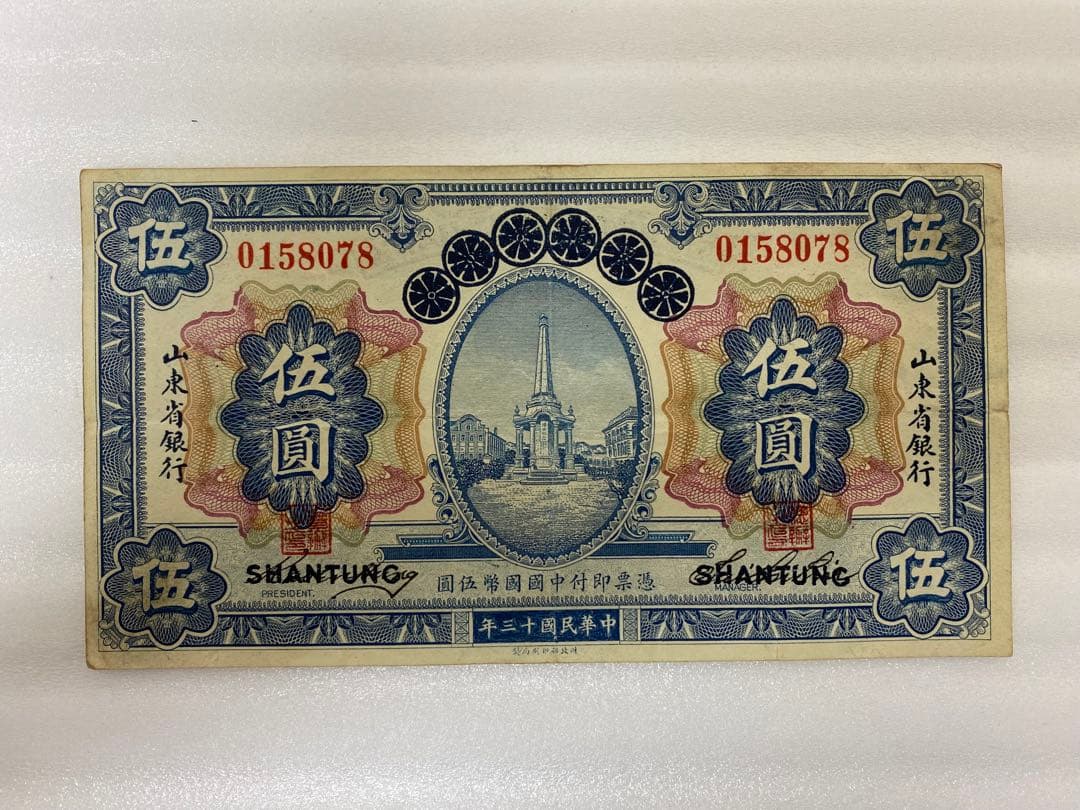 伍
伍
0158078
0158078
山東省銀行
山東省銀行
伍圓
伍圓
伍
伍
SHANTUNG
SHANTUNG
PRESIDENT.
MANAGER.
圓伍幣國國中付即票憑
年三十國民華中